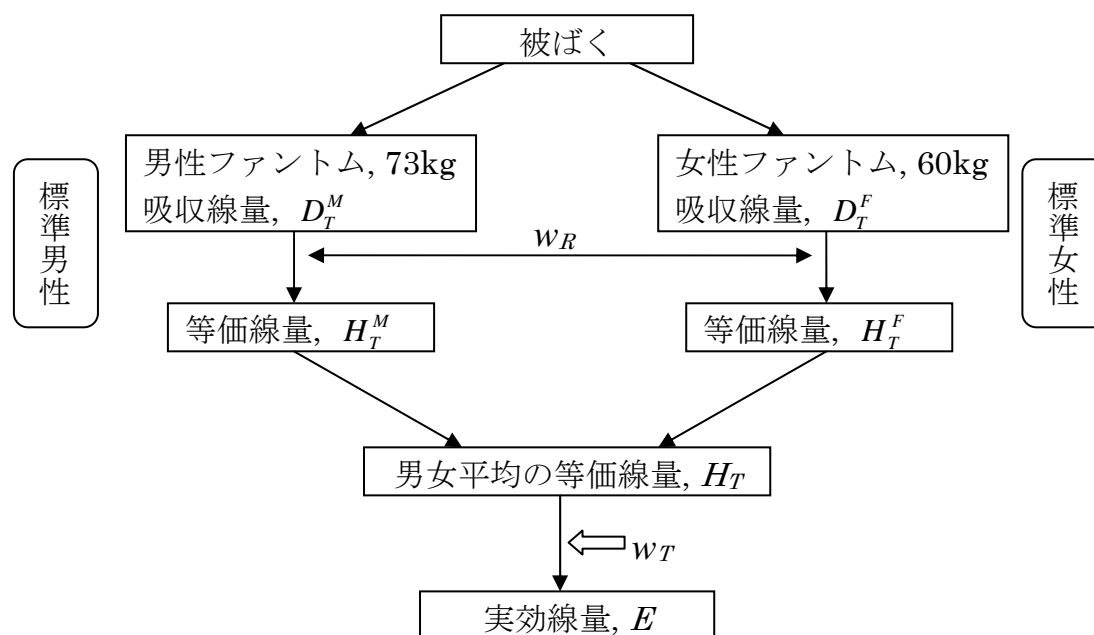 被ばく
男性ファントム, 73kg
吸収線量, D_T^M
女性ファントム, 60kg
吸収線量, D_T^F
標準男性
標準女性
w_R
等価線量, H_T^M
等価線量, H_T^F
男女平均の等価線量, H_T
w_T
実効線量, E